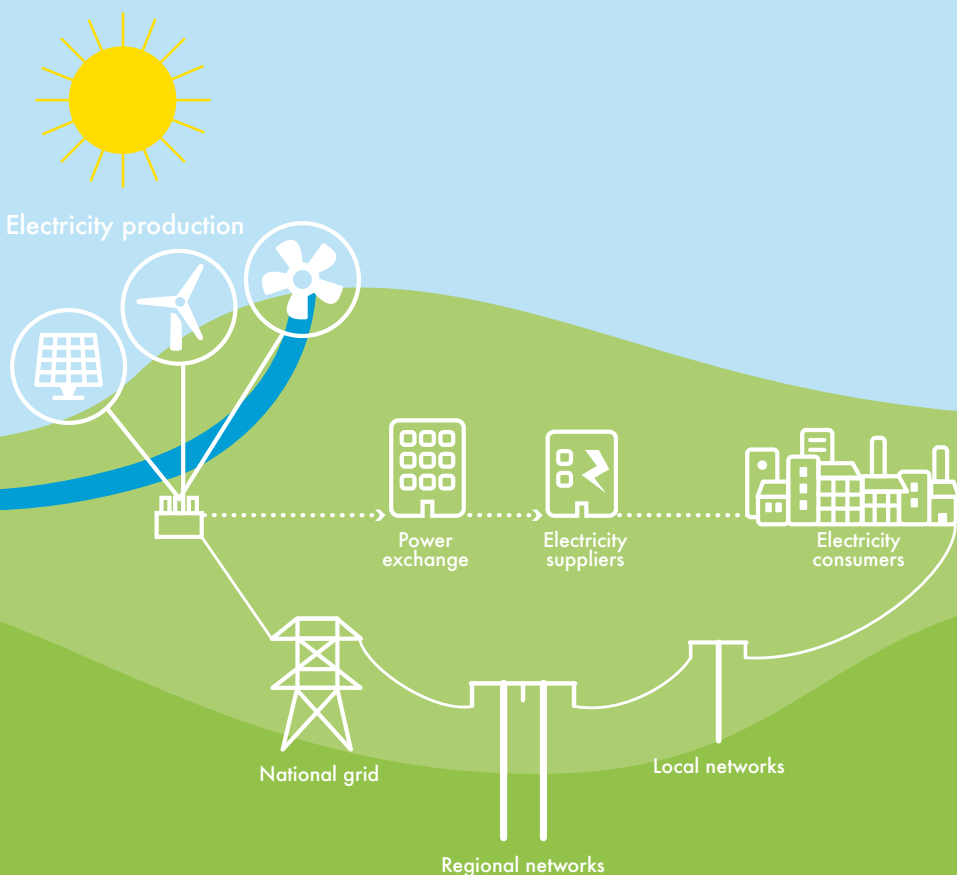 Electricity production
Power
exchange
Electricity
suppliers
Electricity
consumers
National grid
Local networks
Regional networks